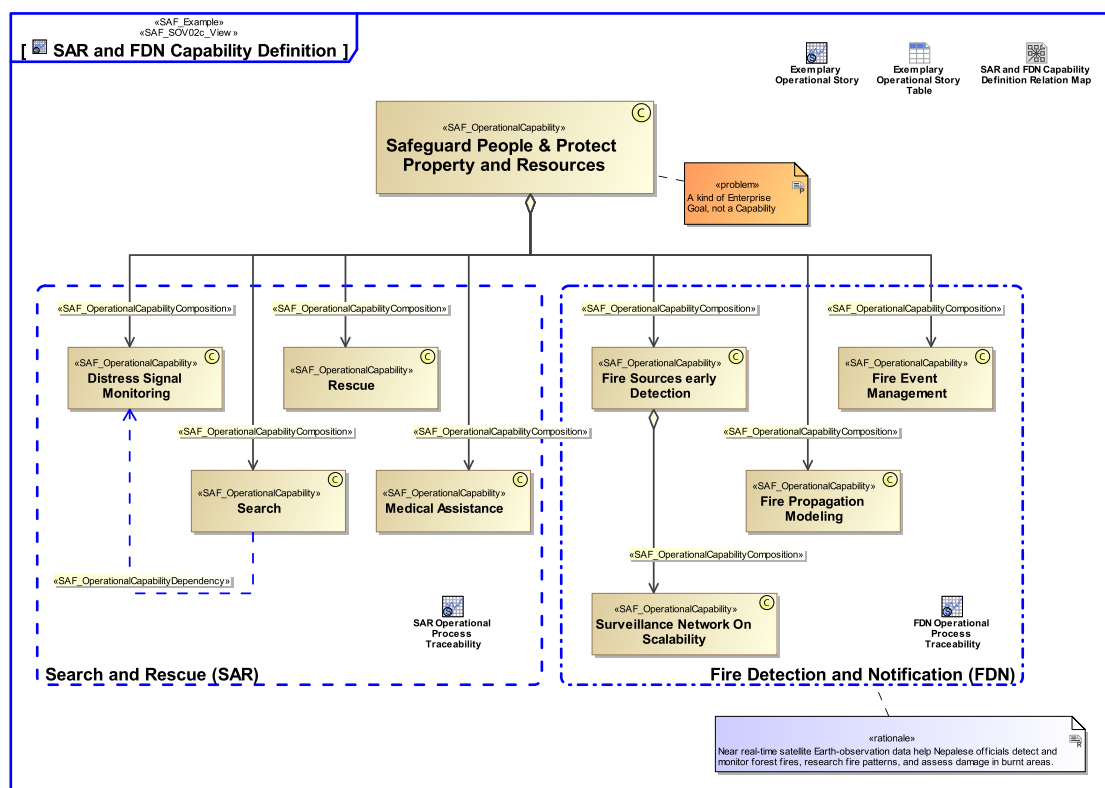 «SAF_Example»
«SAF_SOV02c_View »
[ SAR and FDN Capability Definition ]
Exemplary
Operational Story
Exemplary
Operational Story
Table
SAR and FDN Capability
Definition Relation Map
«SAF_OperationalCapability»
Safeguard People & Protect
Property and Resources
C
«problem»
A kind of Enterprise
Goal, not a Capability
P
«SAF_OperationalCapabilityComposition»
«SAF_OperationalCapabilityComposition»
«SAF_OperationalCapabilityComposition»
«SAF_OperationalCapabilityComposition»
«SAF_OperationalCapability»
Distress Signal
Monitoring
C
«SAF_OperationalCapability»
Rescue
C
«SAF_OperationalCapability»
Fire Sources early
Detection
C
«SAF_OperationalCapability»
Fire Event
Management
C
«SAF_OperationalCapabilityComposition»
«SAF_OperationalCapabilityComposition»
«SAF_OperationalCapabilityComposition»
«SAF_OperationalCapability»
Search
C
«SAF_OperationalCapability»
Medical Assistance
C
«SAF_OperationalCapability»
Fire Propagation
Modeling
C
«SAF_OperationalCapabilityComposition»
«SAF_OperationalCapabilityDependency»
«SAF_OperationalCapability»
Surveillance Network On
Scalability
C
SAR Operational
Process
Traceability
FDN Operational
Process
Traceability
Search and Rescue (SAR)
Fire Detection and Notification (FDN)
«rationale»
Near real-time satellite Earth-observation data help Nepalese officials detect and
monitor forest fires, research fire patterns, and assess damage in burnt areas.
R